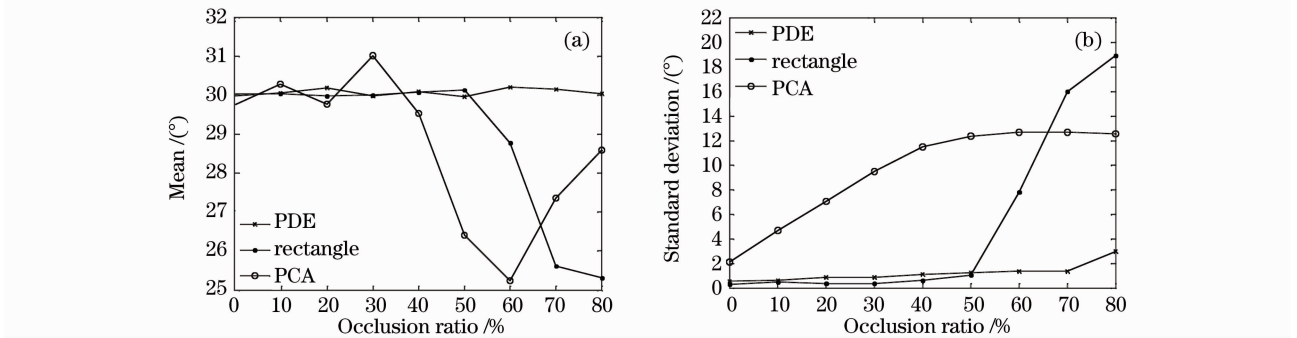 (a)
Mean /(°)
32
31
30
29
28
27
26
25
PDE
rectangle
PCA
0 10 20 30 40 50 60 70 80
Occlusion ratio /%
(b)
Standard deviation /(°)
22
20
18
16
14
12
10
8
6
4
2
0
PDE
rectangle
PCA
0 10 20 30 40 50 60 70 80
Occlusion ratio /%